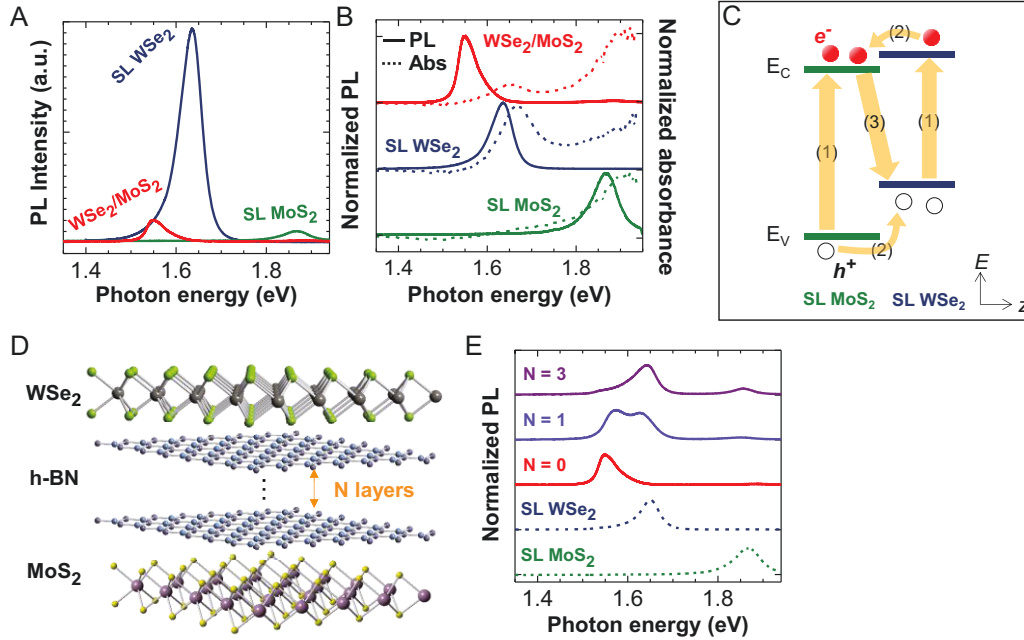 A
PL Intensity (a.u.)
SL WSe₂
WSe₂/MoS₂
SL MoS₂
1.4 1.6 1.8
Photon energy (eV)
B
Normalized PL
PL
Abs
WSe₂/MoS₂
SL WSe₂
SL MoS₂
Normalized absorbance
1.4 1.6 1.8
Photon energy (eV)
C
e⁻
(2)
E_C
(3)
(1)
(1)
E_V
(2)
h⁺
SL MoS₂ SL WSe₂
E
z
D
WSe₂
h-BN
N layers
MoS₂
E
Normalized PL
N = 3
N = 1
N = 0
SL WSe₂
SL MoS₂
1.4 1.6 1.8
Photon energy (eV)